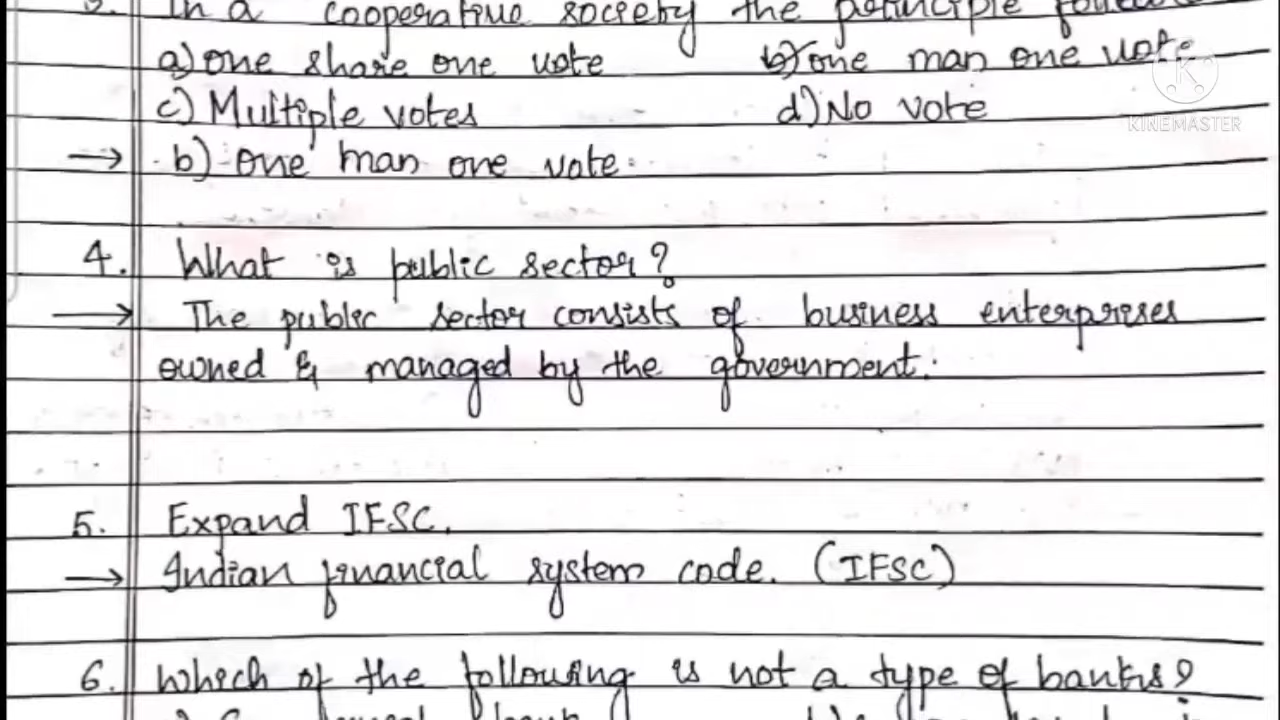 In a cooperative society the principle
a) one share one vote b) one man one vote
c) Multiple votes d) No vote
KINEMASTER
→ b) one man one vote.
4. What is public sector?
→ The public sector consists of business enterprises
owned & managed by the government.
5. Expand IFSC.
→ Indian financial system code. (IFSC)
6. Which of the following is not a type of banks?